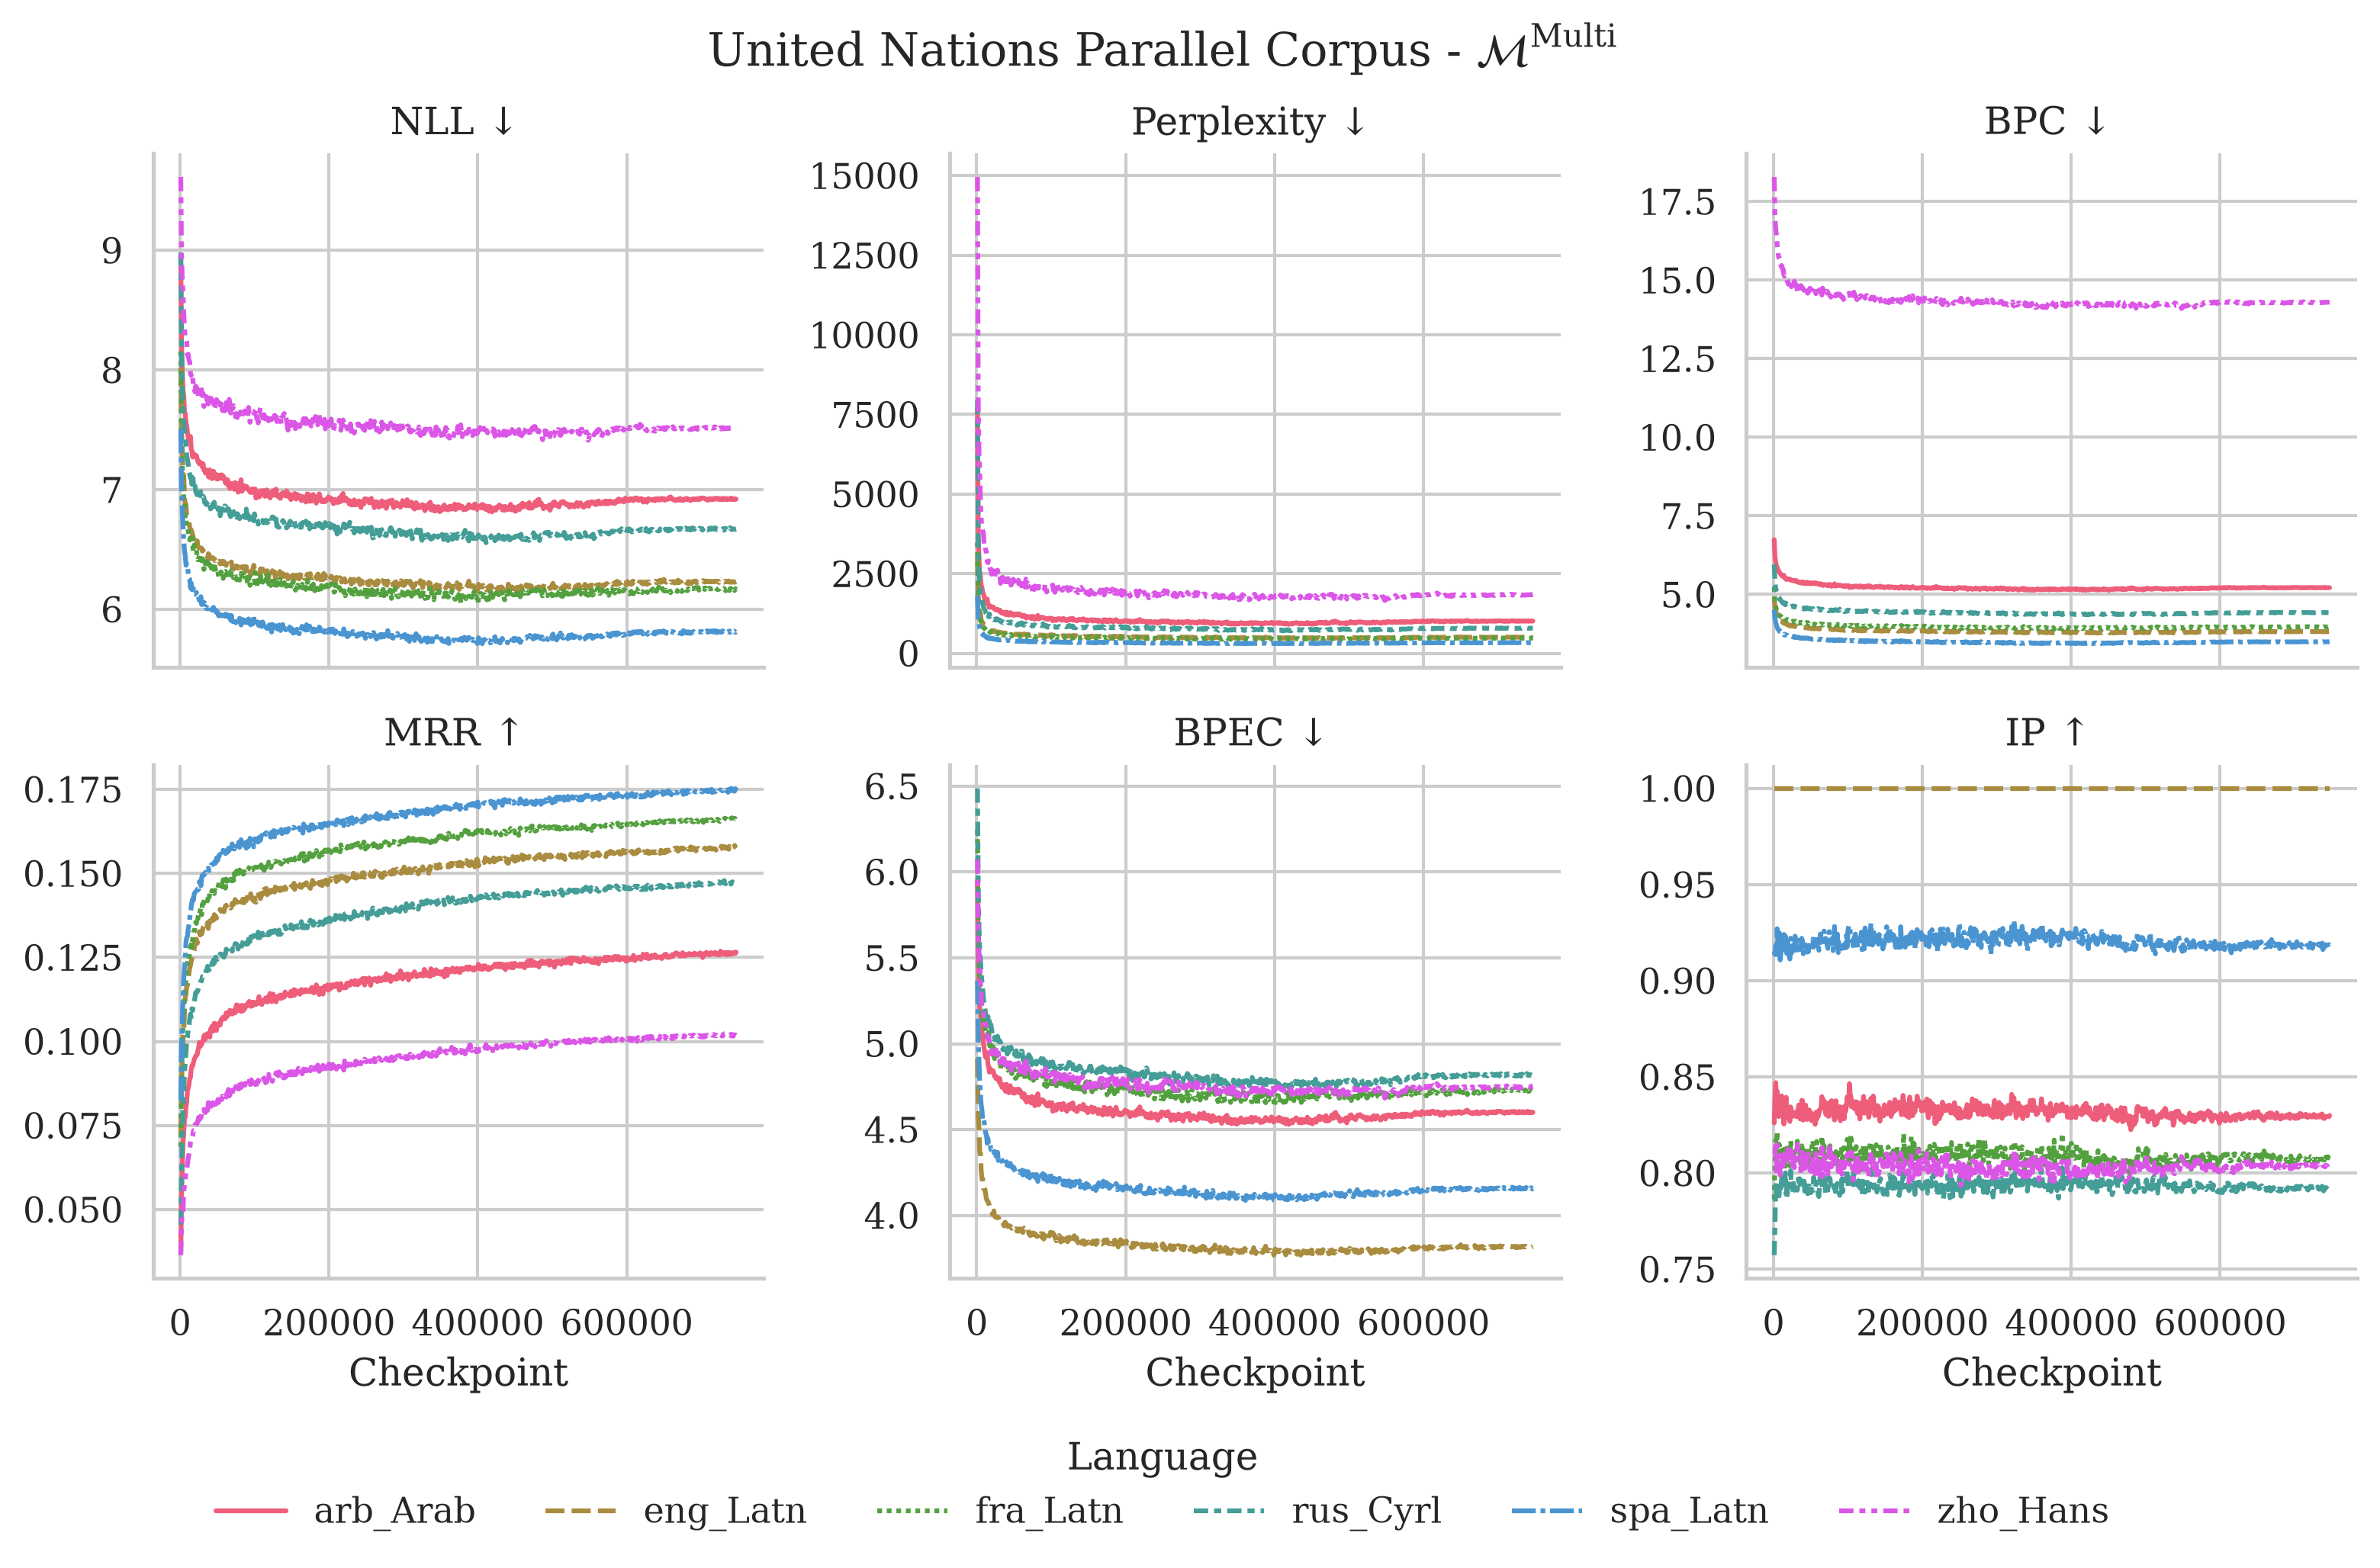 United Nations Parallel Corpus - ℳ^Multi
NLL ↓
Perplexity ↓
BPC ↓
9
8
7
6
15000
12500
10000
7500
5000
2500
0
17.5
15.0
12.5
10.0
7.5
5.0
MRR ↑
BPEC ↓
IP ↑
0.175
0.150
0.125
0.100
0.075
0.050
6.5
6.0
5.5
5.0
4.5
4.0
1.00
0.95
0.90
0.85
0.80
0.75
0 200000 400000 600000
0 200000 400000 600000
0 200000 400000 600000
Checkpoint
Checkpoint
Checkpoint
Language
arb_Arab eng_Latn fra_Latn rus_Cyrl spa_Latn zho_Hans